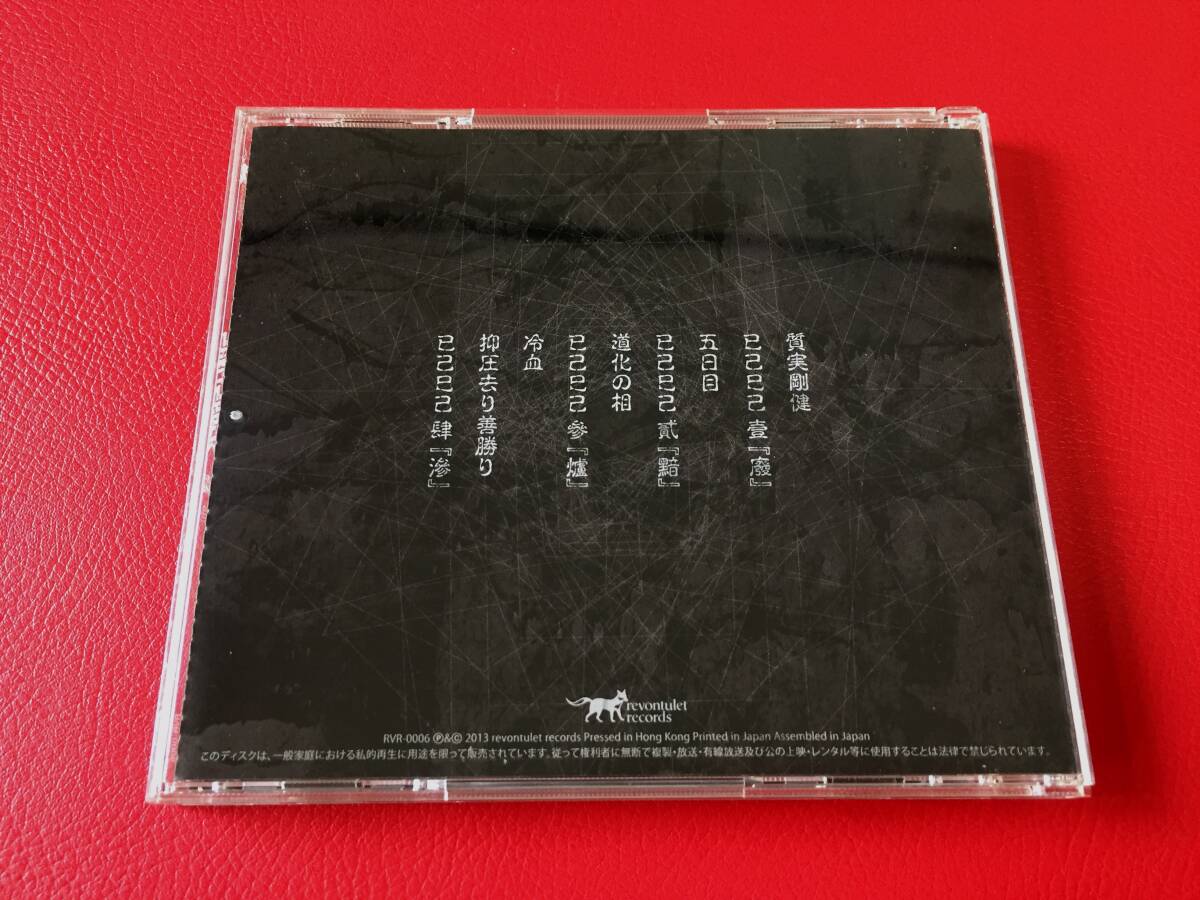 質実剛健
已己巳己 壹『廢』
五日目
已己巳己 貳『黯』
道化の相
已己巳己 參『爐』
冷血
抑圧去り善勝り
已己巳己 肆『滲』
revontulet
records
RVR-0006 Ⓟ&Ⓒ 2013 revontulet records Pressed in Hong Kong Printed in Japan Assembled in Japan
このディスクは、一般家庭における私的再生に用途を限って販売されています。従って権利者に無断で複製・放送・有線放送及び公の上映・レンタル等に使用することは法律で禁じられています。